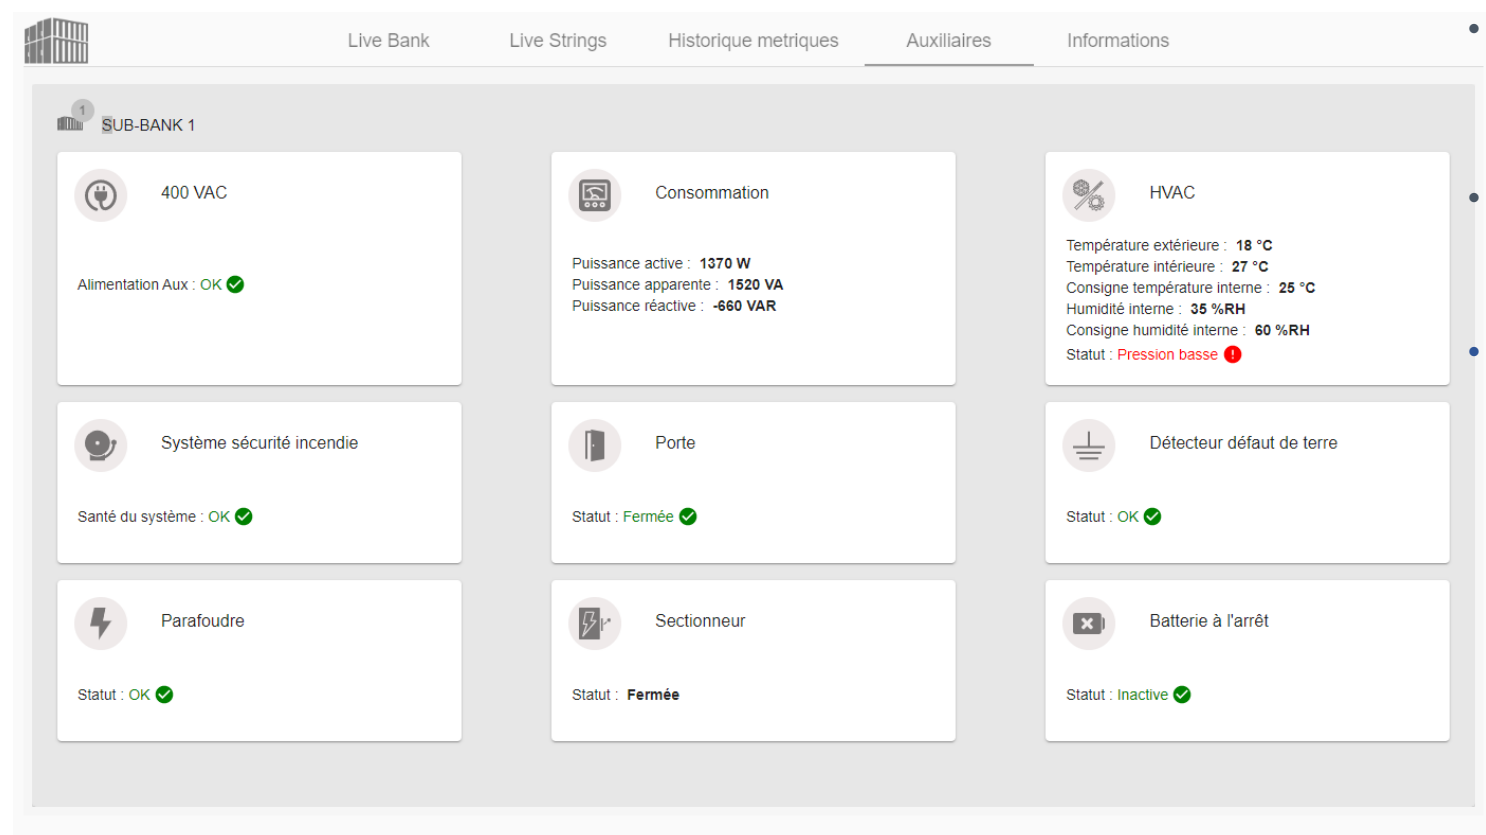 Live Bank
Live Strings
Historique metriques
Auxiliaires
Informations
1
SUB-BANK 1
400 VAC
Alimentation Aux : OK
Consommation
Puissance active : 1370 W
Puissance apparente : 1520 VA
Puissance réactive : -660 VAR
HVAC
Température extérieure : 18 °C
Température intérieure : 27 °C
Consigne température interne : 25 °C
Humidité interne : 35 %RH
Consigne humidité interne : 60 %RH
Statut : Pression basse
Système sécurité incendie
Santé du système : OK
Porte
Statut : Fermée
Détecteur défaut de terre
Statut : OK
Parafoudre
Statut : OK
Sectionneur
Statut : Fermée
Batterie à l'arrêt
Statut : Inactive